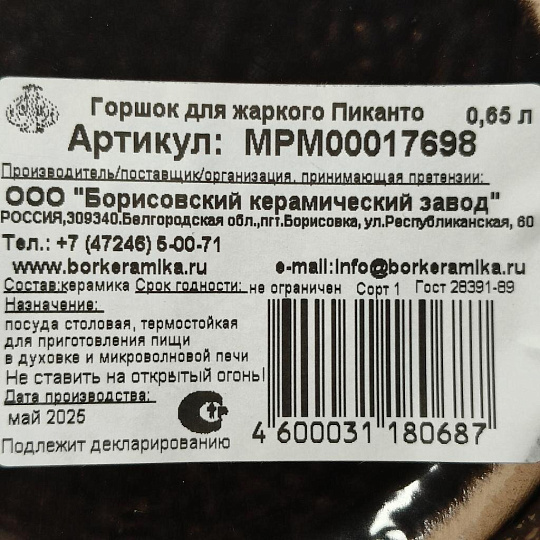 Горшок для жаркого Пиканто 0,65 л
Артикул: МРМ00017698
Производитель/поставщик/организация, принимающая претензии:
ООО "Борисовский керамический завод"
РОССИЯ,309340.Белгородская обл.,пгт.Борисовка, ул.Республиканская, 60
Тел.: +7 (47246) 5-00-71
www.borkeramika.ru e-mail:info@borkeramika.ru
Состав:керамика Срок годности: не ограничен Сорт 1 Гост 28391-89
Назначение:
посуда столовая, термостойкая
для приготовления пищи
в духовке и микроволновой печи
Не ставить на открытый огонь!
Дата производства:
май 2025
Подлежит декларированию
4 600031 180687